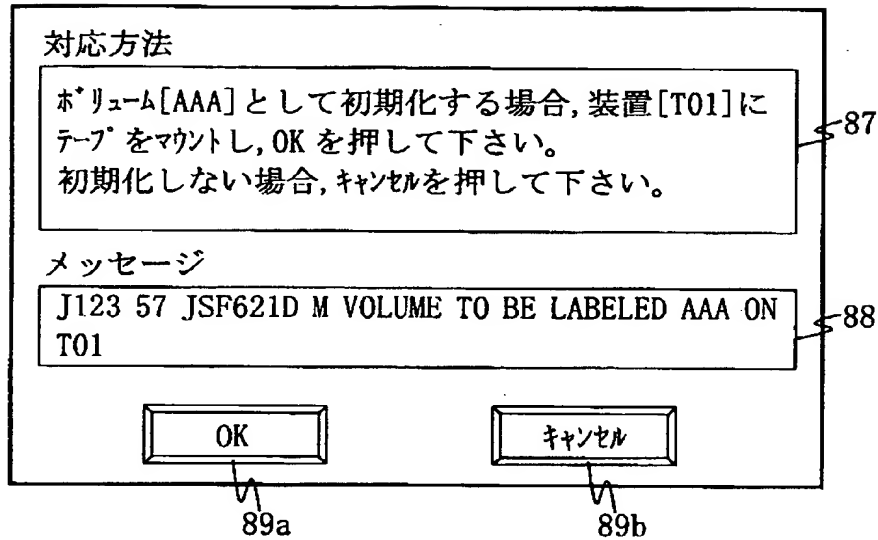 対応方法
ﾎﾞﾘｭｰﾑ[AAA]として初期化する場合,装置[T01]に
ﾃｰﾌﾟをﾏｳﾝﾄし,OKを押して下さい。
初期化しない場合,ｷｬﾝｾﾙを押して下さい。
87
メッセージ
J123 57 JSF621D M VOLUME TO BE LABELED AAA ON
T01
88
OK ｷｬﾝｾﾙ
89a 89b